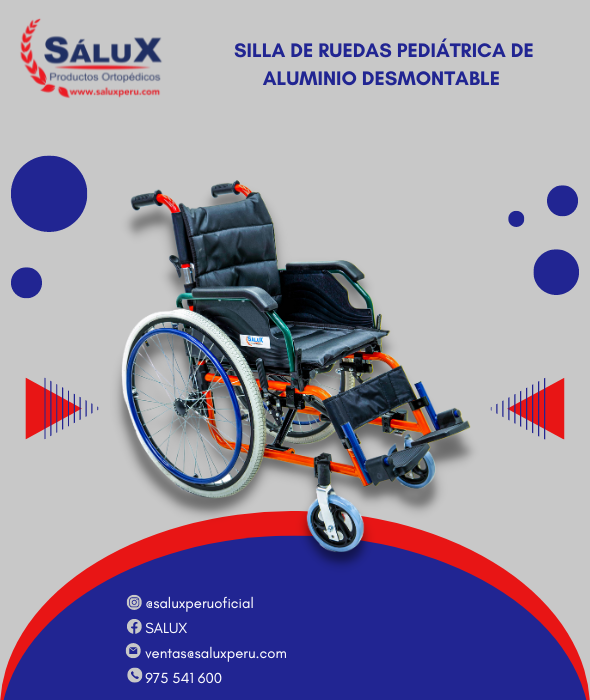 SÁLUX
Productos Ortopédicos
www.saluxperu.com
SILLA DE RUEDAS PEDIÁTRICA DE
ALUMINIO DESMONTABLE
SÁLUX
@saluxperuoficial
SALUX
ventas@saluxperu.com
975 541 600